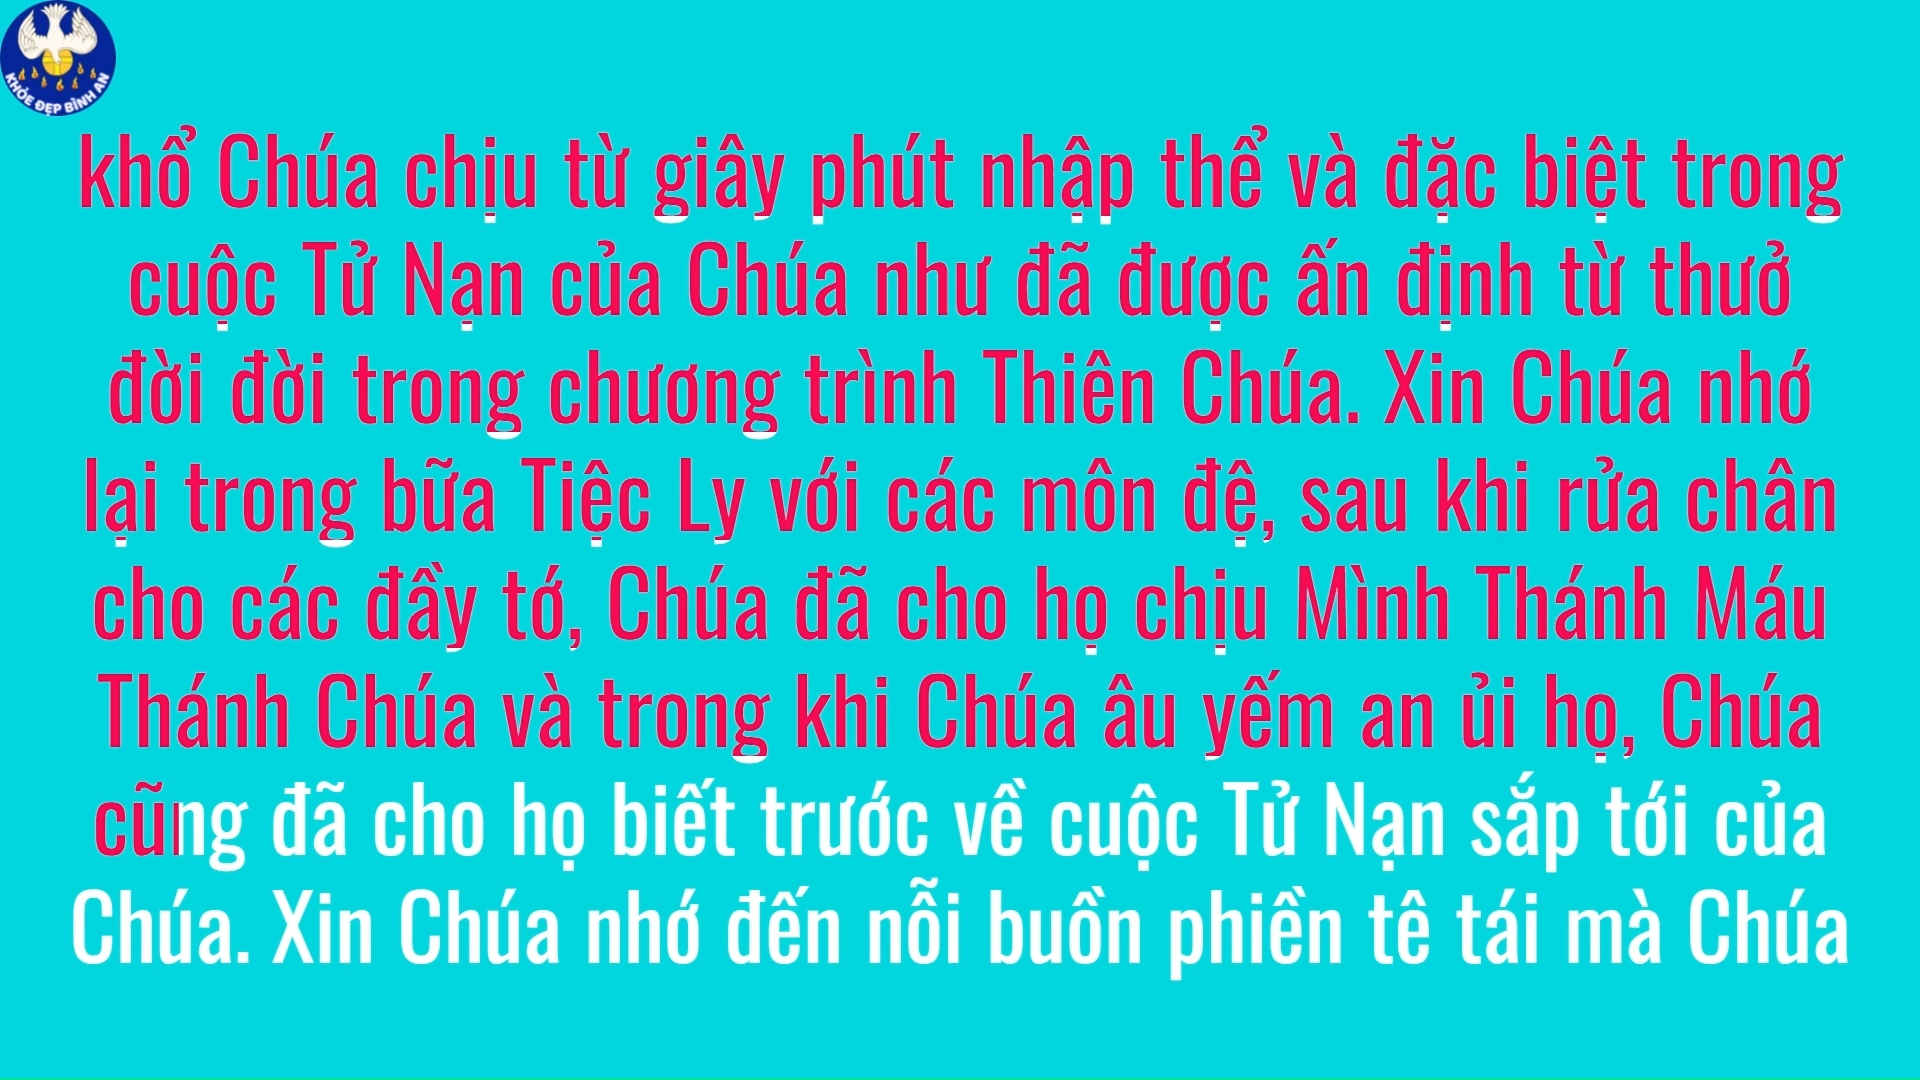 KHỎE ĐẸP BÌNH AN
khổ Chúa chịu từ giây phút nhập thể và đặc biệt trong
cuộc Tử Nạn của Chúa như đã được ấn định từ thưở
đời đời trong chương trình Thiên Chúa. Xin Chúa nhớ
lại trong bữa Tiệc Ly với các môn đệ, sau khi rửa chân
cho các đầy tớ, Chúa đã cho họ chịu Mình Thánh Máu
Thánh Chúa và trong khi Chúa âu yếm an ủi họ, Chúa
cũng đã cho họ biết trước về cuộc Tử Nạn sắp tới của
Chúa. Xin Chúa nhớ đến nỗi buồn phiền tê tái mà Chúa